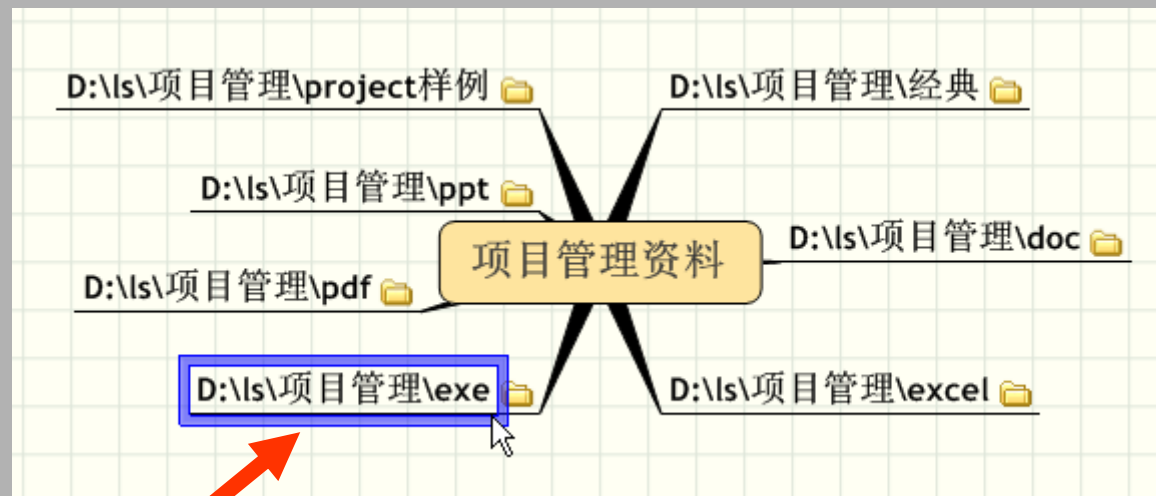 D:\ls\项目管理\project样例
D:\ls\项目管理\经典
D:\ls\项目管理\ppt
D:\ls\项目管理\doc
项目管理资料
D:\ls\项目管理\pdf
D:\ls\项目管理\exe
D:\ls\项目管理\excel